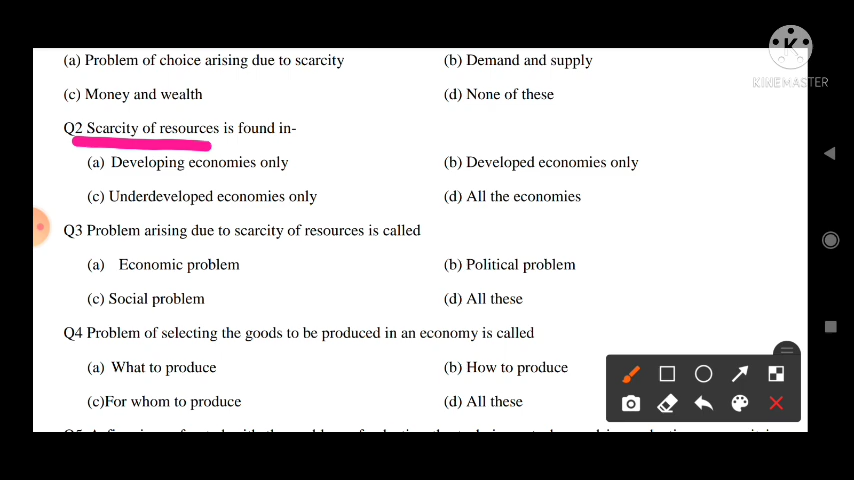 (a) Problem of choice arising due to scarcity (b) Demand and supply
(c) Money and wealth (d) None of these
Q2 Scarcity of resources is found in-
(a) Developing economies only (b) Developed economies only
(c) Underdeveloped economies only (d) All the economies
Q3 Problem arising due to scarcity of resources is called
(a) Economic problem (b) Political problem
(c) Social problem (d) All these
Q4 Problem of selecting the goods to be produced in an economy is called
(a) What to produce (b) How to produce
(c)For whom to produce (d) All these
K
KINEMASTER